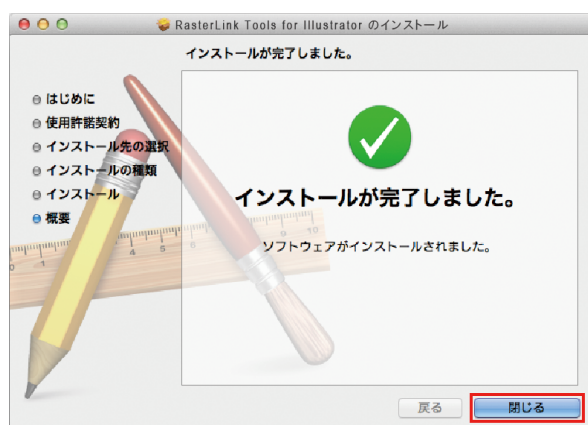 RasterLink Tools for Illustrator のインストール
インストールが完了しました。
はじめに
使用許諾契約
インストール先の選択
インストールの種類
インストール
概要
インストールが完了しました。
ソフトウェアがインストールされました。
戻る
閉じる